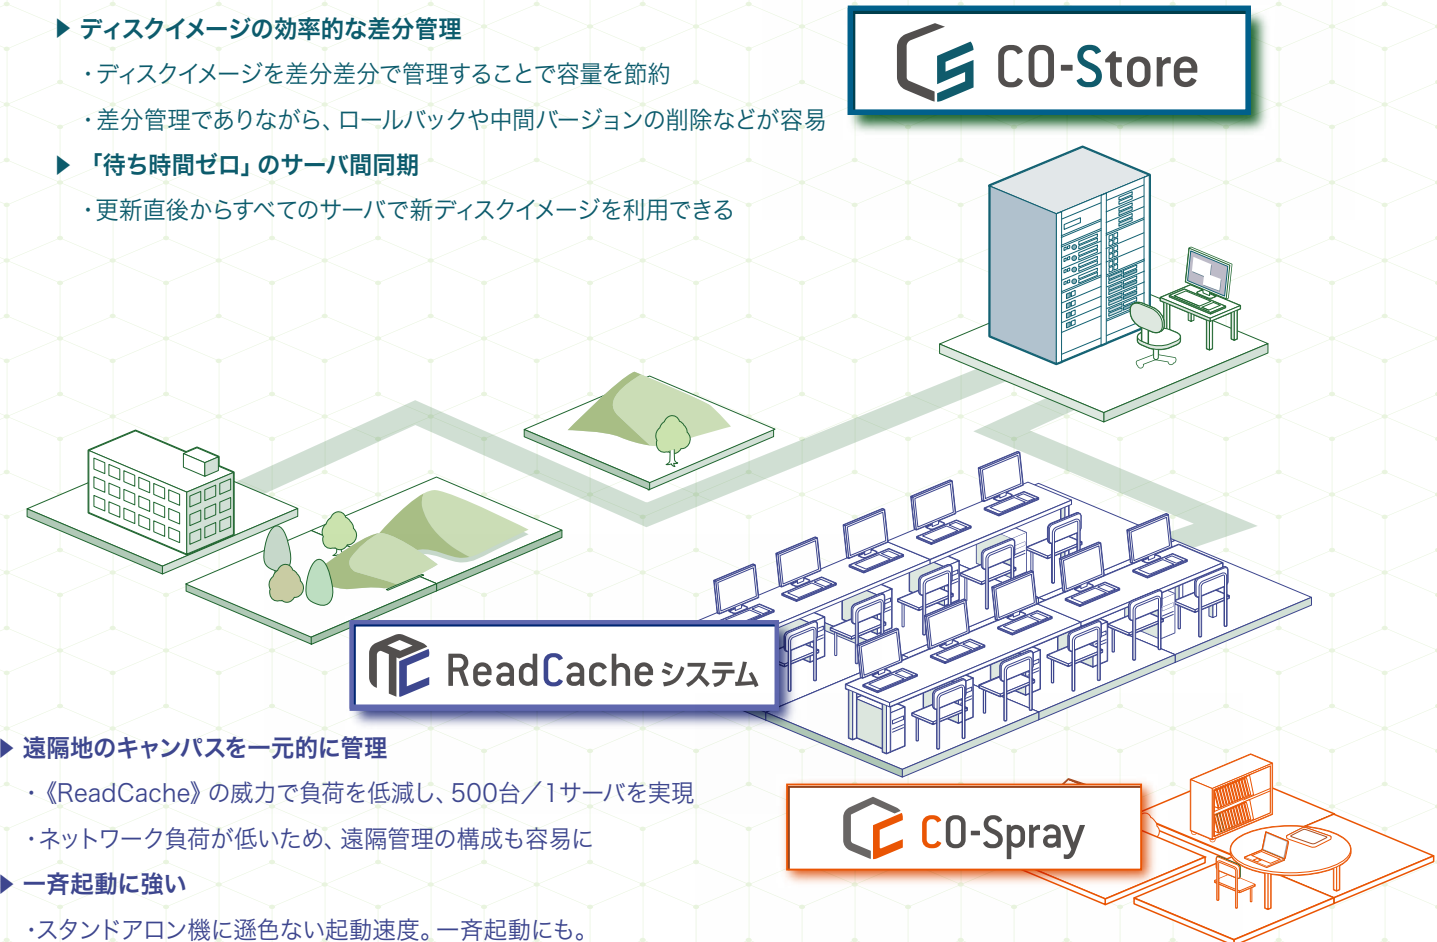 ▶ ディスクイメージの効率的な差分管理
・ディスクイメージを差分差分で管理することで容量を節約
・差分管理でありながら、ロールバックや中間バージョンの削除などが容易
▶ 「待ち時間ゼロ」のサーバ間同期
・更新直後からすべてのサーバで新ディスクイメージを利用できる
CO-Store
ReadCache システム
▶ 遠隔地のキャンパスを一元的に管理
・《ReadCache》の威力で負荷を低減し、500台／1サーバを実現
・ネットワーク負荷が低いため、遠隔管理の構成も容易に
▶ 一斉起動に強い
・スタンドアロン機に遜色ない起動速度。一斉起動にも。
CO-Spray